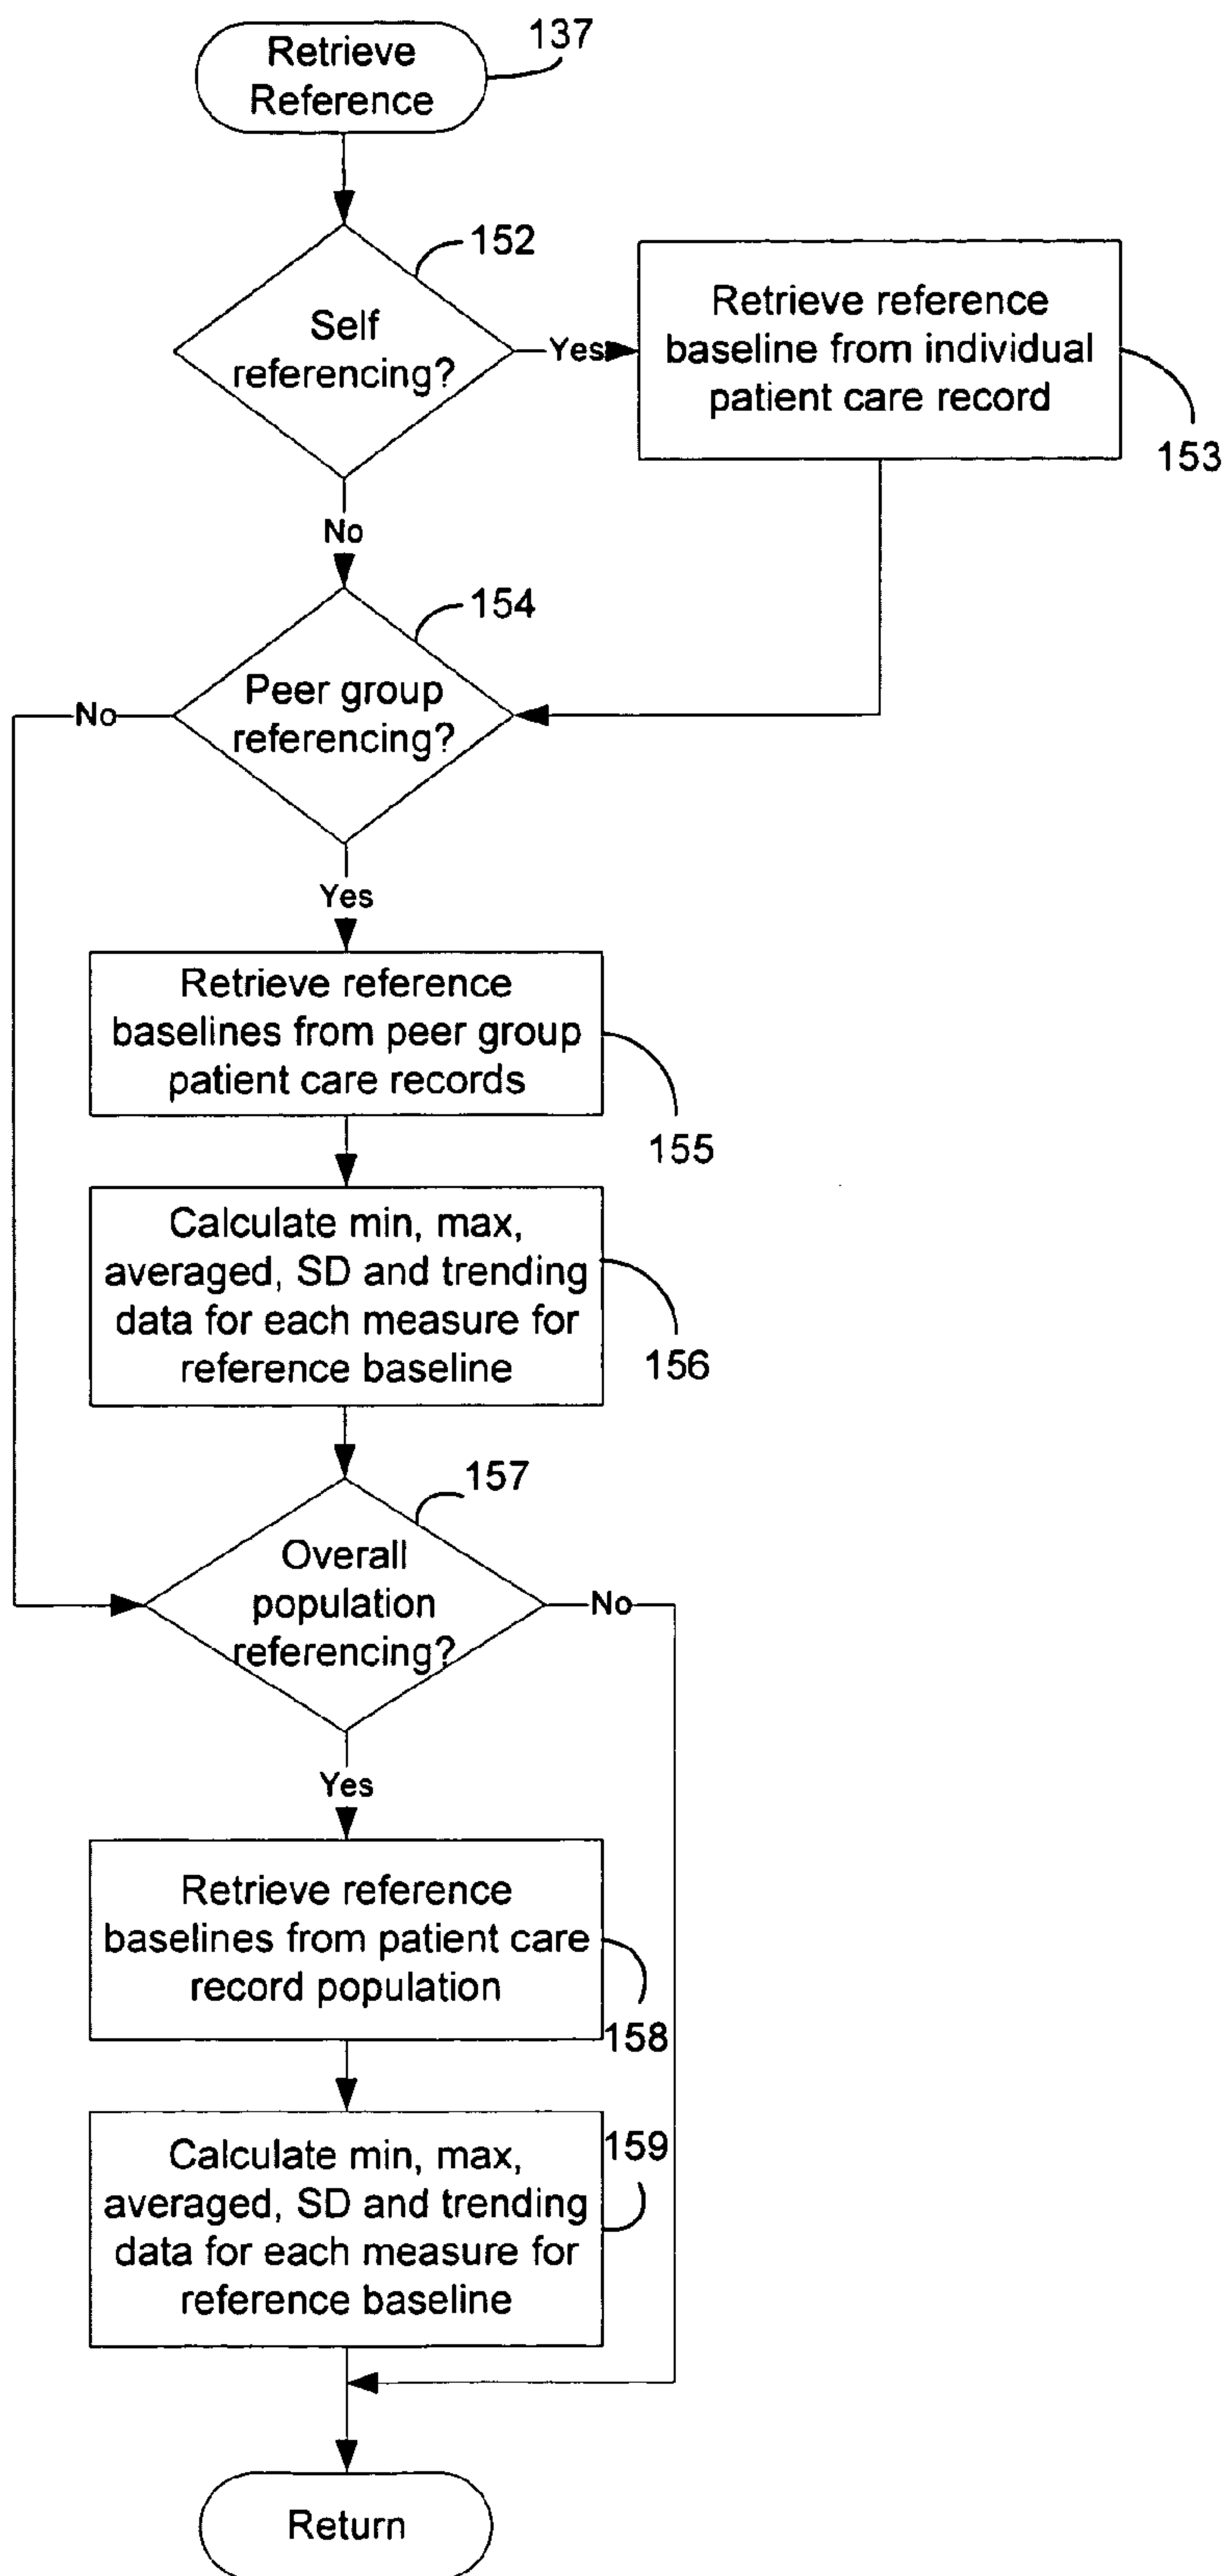 Retrieve
Reference
137
152
Self
referencing?
Yes
Retrieve reference
baseline from individual
patient care record
153
No
154
Peer group
referencing?
No
Yes
Retrieve reference
baselines from peer group
patient care records
155
Calculate min, max,
averaged, SD and trending
data for each measure for
reference baseline
156
157
Overall
population
referencing?
No
Yes
Retrieve reference
baselines from patient care
record population
158
Calculate min, max,
averaged, SD and trending
data for each measure for
reference baseline
159
Return